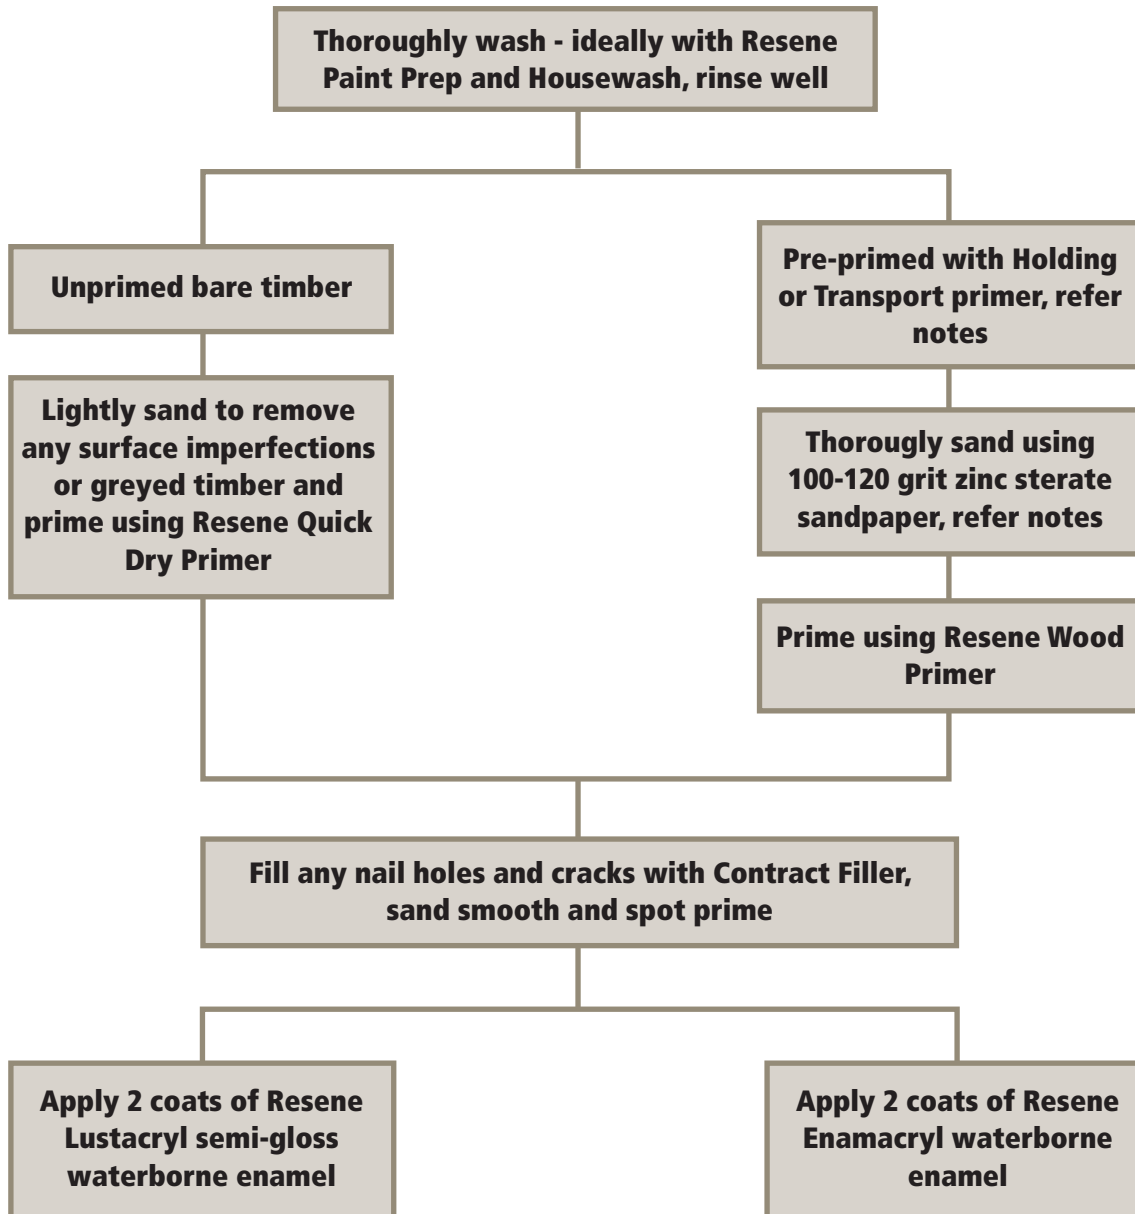 Thoroughly wash - ideally with Resene
Paint Prep and Housewash, rinse well
Unprimed bare timber
Lightly sand to remove
any surface imperfections
or greyed timber and
prime using Resene Quick
Dry Primer
Pre-primed with Holding
or Transport primer, refer
notes
Thorougly sand using
100-120 grit zinc sterate
sandpaper, refer notes
Prime using Resene Wood
Primer
Fill any nail holes and cracks with Contract Filler,
sand smooth and spot prime
Apply 2 coats of Resene
Lustacryl semi-gloss
waterborne enamel
Apply 2 coats of Resene
Enamacryl waterborne
enamel